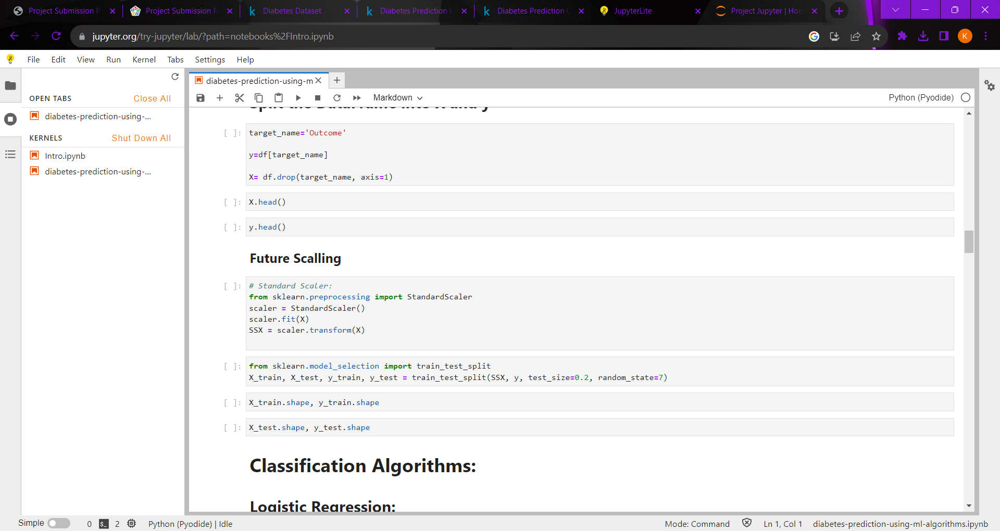 Project Submission P
Project Submission F
Diabetes Dataset
Diabetes Prediction U
Diabetes Prediction U
JupyterLite
Project Jupyter | Hom
jupyter.org/try-jupyter/lab/?path=notebooks%2FIntro.ipynb
K
File Edit View Run Kernel Tabs Settings Help
diabetes-prediction-using-m
Markdown
Python (Pyodide)
OPEN TABS
Close All
diabetes-prediction-using-...
KERNELS
Shut Down All
Intro.ipynb
diabetes-prediction-using-...
Split the DataFrame into X and y
[ ]:
target_name='Outcome'
y=df[target_name]
X= df.drop(target_name, axis=1)
[ ]:
X.head()
[ ]:
y.head()
Future Scalling
[ ]:
# Standard Scaler:
from sklearn.preprocessing import StandardScaler
scaler = StandardScaler()
scaler.fit(X)
SSX = scaler.transform(X)
[ ]:
from sklearn.model_selection import train_test_split
X_train, X_test, y_train, y_test = train_test_split(SSX, y, test_size=0.2, random_state=7)
[ ]:
X_train.shape, y_train.shape
[ ]:
X_test.shape, y_test.shape
Classification Algorithms:
Logistic Regression:
Simple
0
$_
2
Python (Pyodide) | Idle
Mode: Command
Ln 1, Col 1
diabetes-prediction-using-ml-algorithms.ipynb